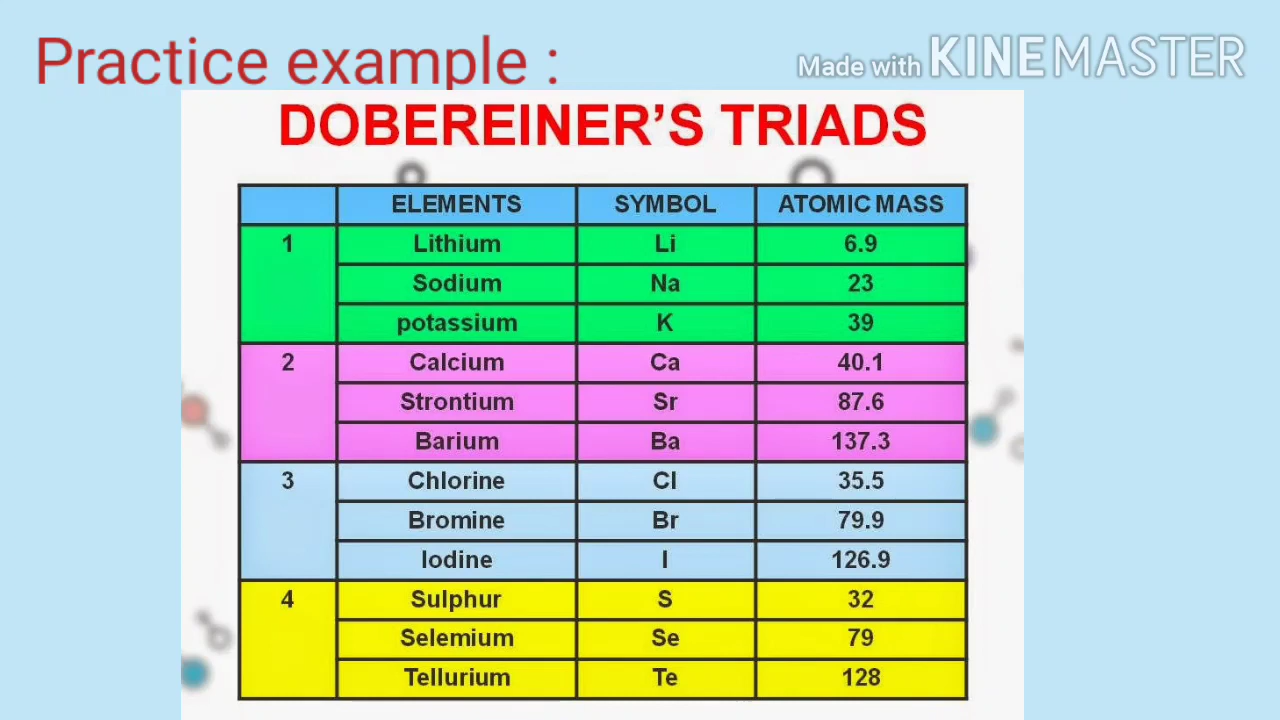 Practice example :
Made with KINEMASTER
DOBEREINER’S TRIADS
ELEMENTS SYMBOL ATOMIC MASS
1 Lithium Li 6.9
Sodium Na 23
potassium K 39
2 Calcium Ca 40.1
Strontium Sr 87.6
Barium Ba 137.3
3 Chlorine Cl 35.5
Bromine Br 79.9
Iodine I 126.9
4 Sulphur S 32
Selemium Se 79
Tellurium Te 128